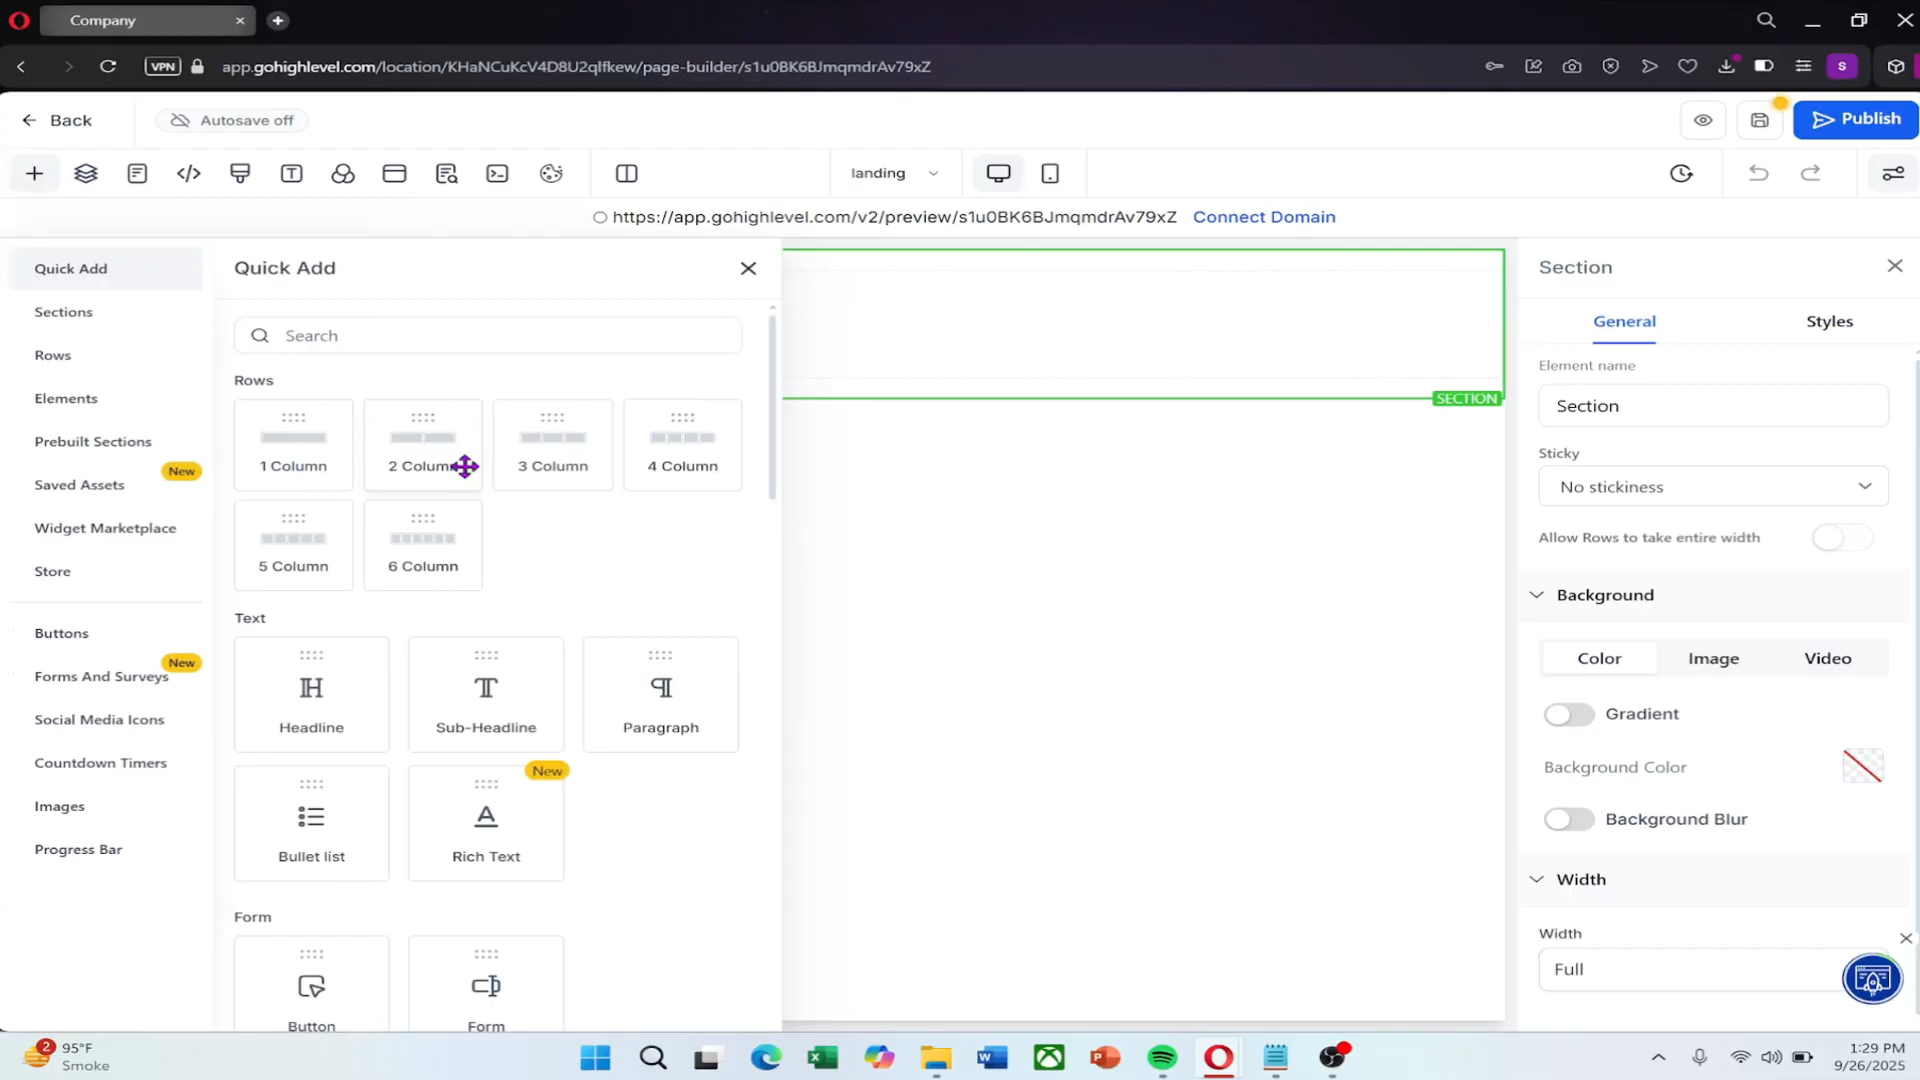 Company
VPN
app.gohighlevel.com/location/KHaNCuKcV4D8U2qlfkew/page-builder/s1u0BK6BJmqmdrAv79xZ
S
Back
Autosave off
Publish
landing
https://app.gohighlevel.com/v2/preview/s1u0BK6BJmqmdrAv79xZ Connect Domain
Quick Add
Sections
Rows
Elements
Prebuilt Sections
New
Saved Assets
Widget Marketplace
Store
Buttons
New
Forms And Surveys
Social Media Icons
Countdown Timers
Images
Progress Bar
Quick Add
Search
Rows
1 Column
2 Column
3 Column
4 Column
5 Column
6 Column
Text
Headline
Sub-Headline
Paragraph
New
Bullet list
Rich Text
Form
Button
Form
SECTION
Section
General
Styles
Element name
Section
Sticky
No stickiness
Allow Rows to take entire width
Background
Color
Image
Video
Gradient
Background Color
Background Blur
Width
Width
Full
2
95°F
Smoke
1:29 PM
9/26/2025